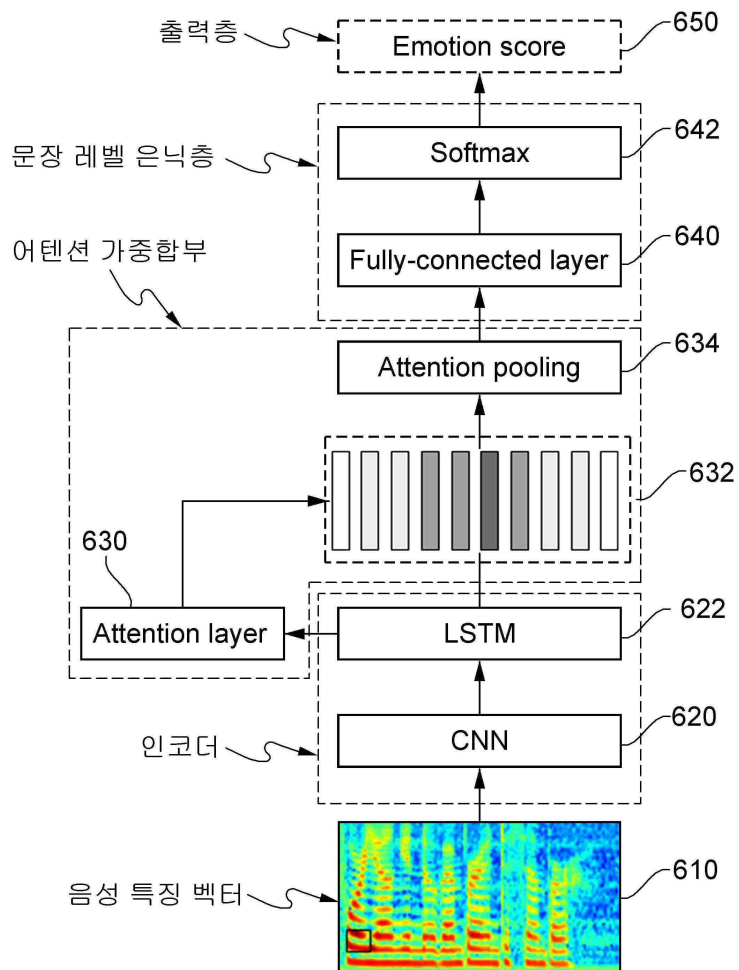 출력층
Emotion score
650
문장 레벨 은닉층
Softmax
642
Fully-connected layer
640
어텐션 가중합부
Attention pooling
634
632
630
Attention layer
LSTM
622
인코더
CNN
620
음성 특징 벡터
610